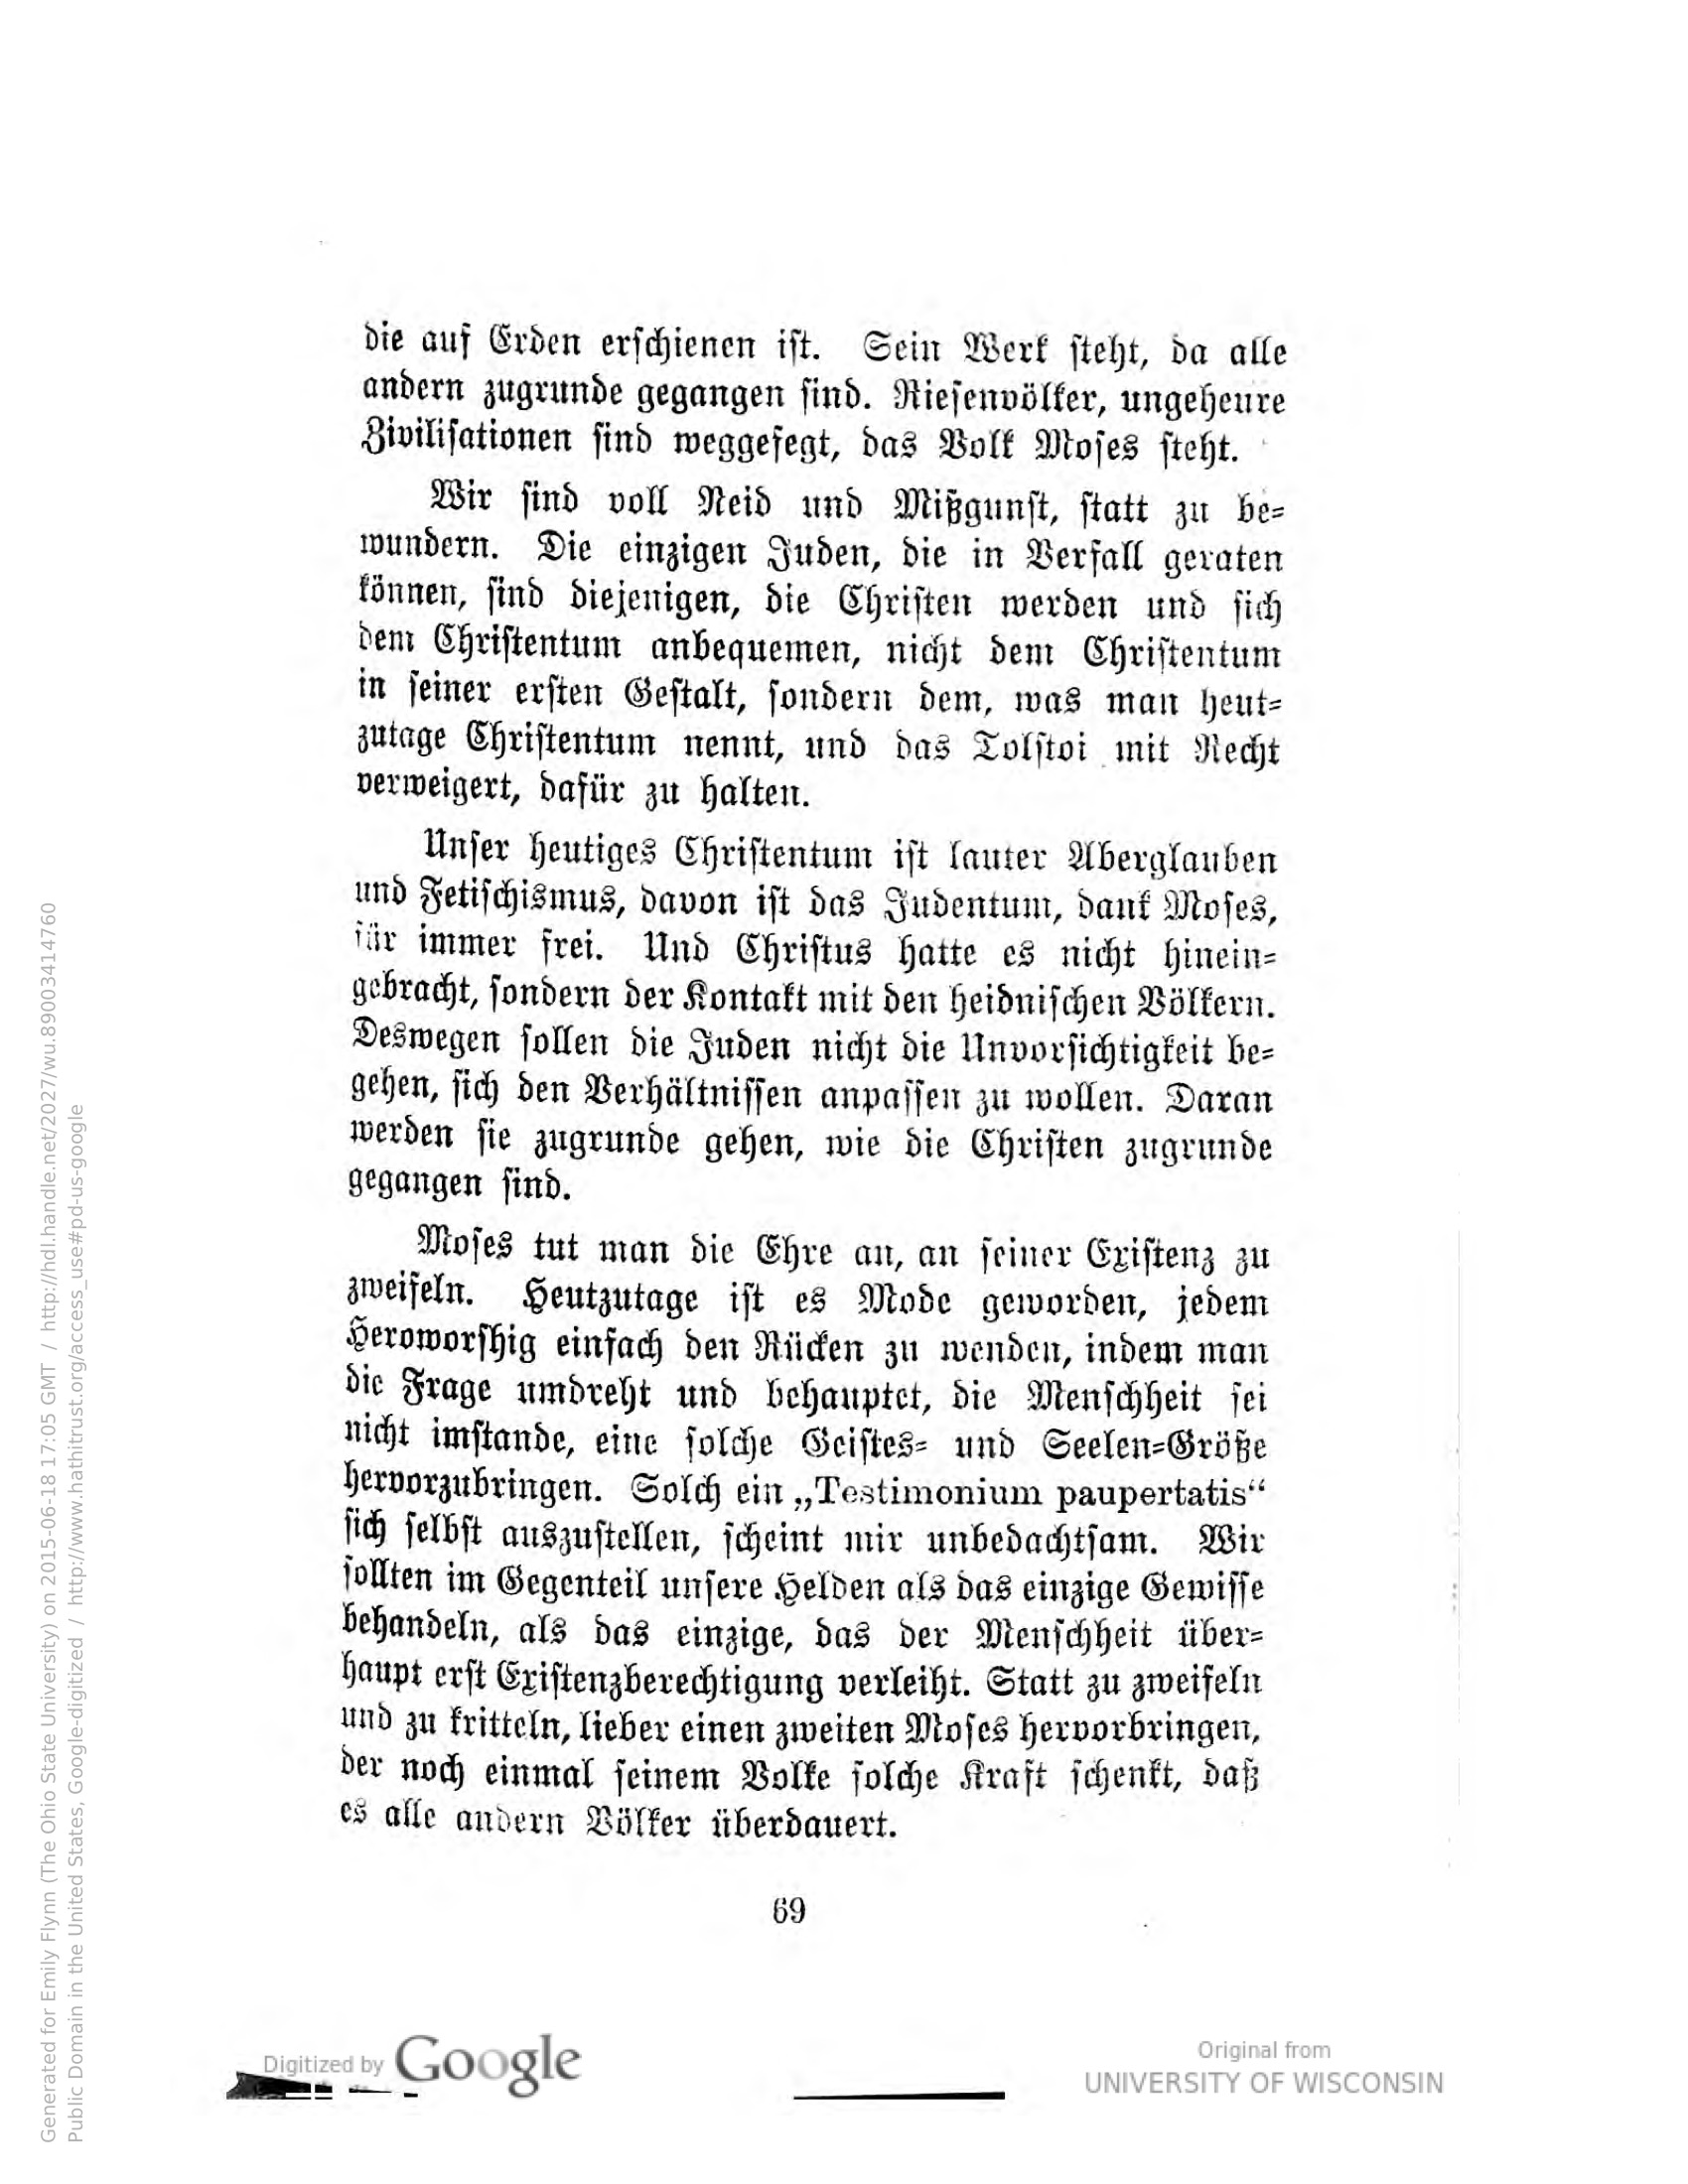 die auf Erden erschienen ist. Sein Werk steht, da alle
andern zugrunde gegangen sind. Riesenvölker, ungeheure
Zivilisationen sind weggefegt, das Volk Moses steht.
Wir sind voll Neid und Mißgunst, statt zu be-
wundern. Die einzigen Juden, die in Verfall geraten
können, sind diejenigen, die Christen werden und sich
dem Christentum anbequemen, nicht dem Christentum
in seiner ersten Gestalt, sondern dem, was man heut-
zutage Christentum nennt, und das Tolstoi mit Recht
verweigert, dafür zu halten.
Unser heutiges Christentum ist lauter Aberglauben
und Fetischismus, davon ist das Judentum, dank Moses,
für immer frei. Und Christus hatte es nicht hinein-
gebracht, sondern der Kontakt mit den heidnischen Völkern.
Deswegen sollen die Juden nicht die Unvorsichtigkeit be-
gehen, sich den Verhältnissen anpassen zu wollen. Daran
werden sie zugrunde gehen, wie die Christen zugrunde
gegangen sind.
Moses tut man die Ehre an, an seiner Existenz zu
zweifeln. Heutzutage ist es Mode geworden, jedem
Heroworshig einfach den Rücken zu wenden, indem man
die Frage umdreht und behauptet, die Menschheit sei
nicht imstande, eine solche Geistes- und Seelen-Größe
hervorzubringen. Solch ein „Testimonium paupertatis“
sich selbst auszustellen, scheint mir unbedachtsam. Wir
sollten im Gegenteil unsere Helden als das einzige Gewisse
behandeln, als das einzige, das der Menschheit über-
haupt erst Existenzberechtigung verleiht. Statt zu zweifeln
und zu kritteln, lieber einen zweiten Moses hervorbringen,
der noch einmal seinem Volke solche Kraft schenkt, daß
es alle andern Völker überdauert.
69
Digitized by Google
Original from
UNIVERSITY OF WISCONSIN
Generated for Emily Flynn (The Ohio State University) on 2015-06-18 17:05 GMT / http://hdl.handle.net/2027/wu.89003414760
Public Domain in the United States, Google-digitized / http://www.hathitrust.org/access_use#pd-us-google